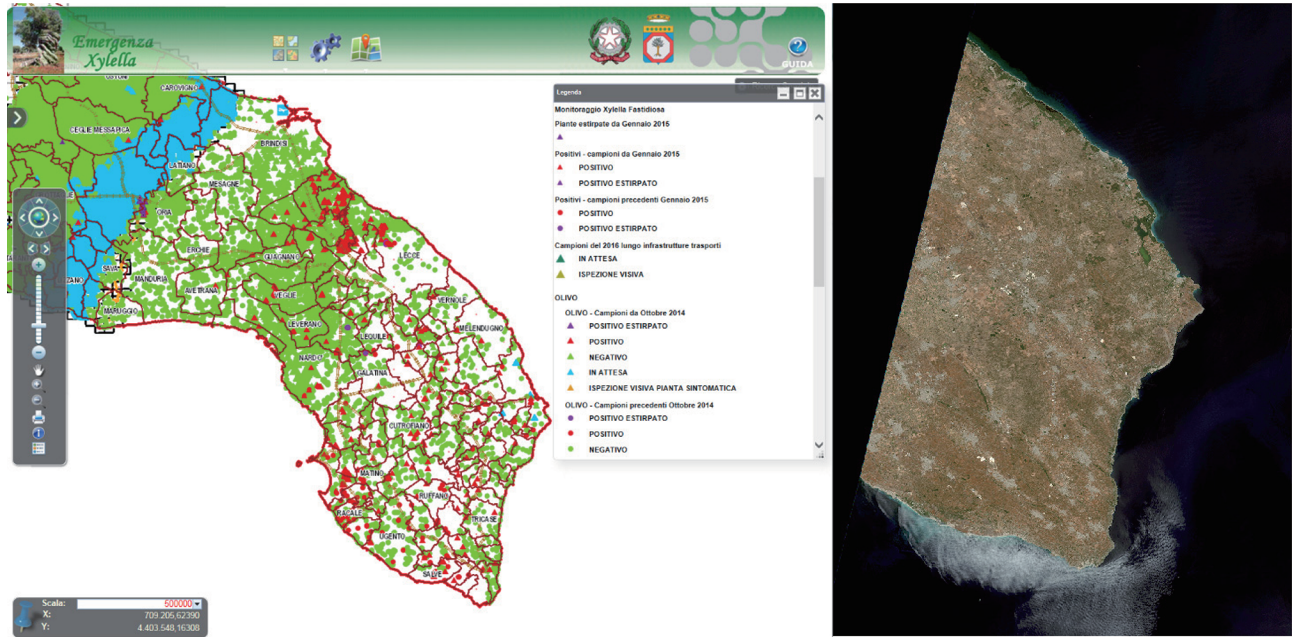 Emergenza
Xylella
GUIDA
CAROVIGNO
CEGLIE MESSAPICA
BRINDISI
LATIANO
MESAGNE
ORIA
ERCHIE
GUAGNANO
LECCE
MANDURIA
AVETRANA
VEGLIE
VERNOLE
MARUGGIO
LEVERANO
LEQUILE
MELENDUGNO
NARDO
GALATINA
CUTROFIANO
MATINO
RUFFANO
RACALE
TRICASE
UGENTO
SALVE
Legenda
Monitoraggio Xylella Fastidiosa
Piante estirpate da Gennaio 2015
Positivi - campioni da Gennaio 2015
POSITIVO
POSITIVO ESTIRPATO
Positivi - campioni precedenti Gennaio 2015
POSITIVO
POSITIVO ESTIRPATO
Campioni del 2016 lungo infrastrutture trasporti
IN ATTESA
ISPEZIONE VISIVA
OLIVO
OLIVO - Campioni da Ottobre 2014
POSITIVO ESTIRPATO
POSITIVO
NEGATIVO
IN ATTESA
ISPEZIONE VISIVA PIANTA SINTOMATICA
OLIVO - Campioni precedenti Ottobre 2014
POSITIVO ESTIRPATO
POSITIVO
NEGATIVO
Scala: 500000
X: 709.205,62390
Y: 4.403.548,16308